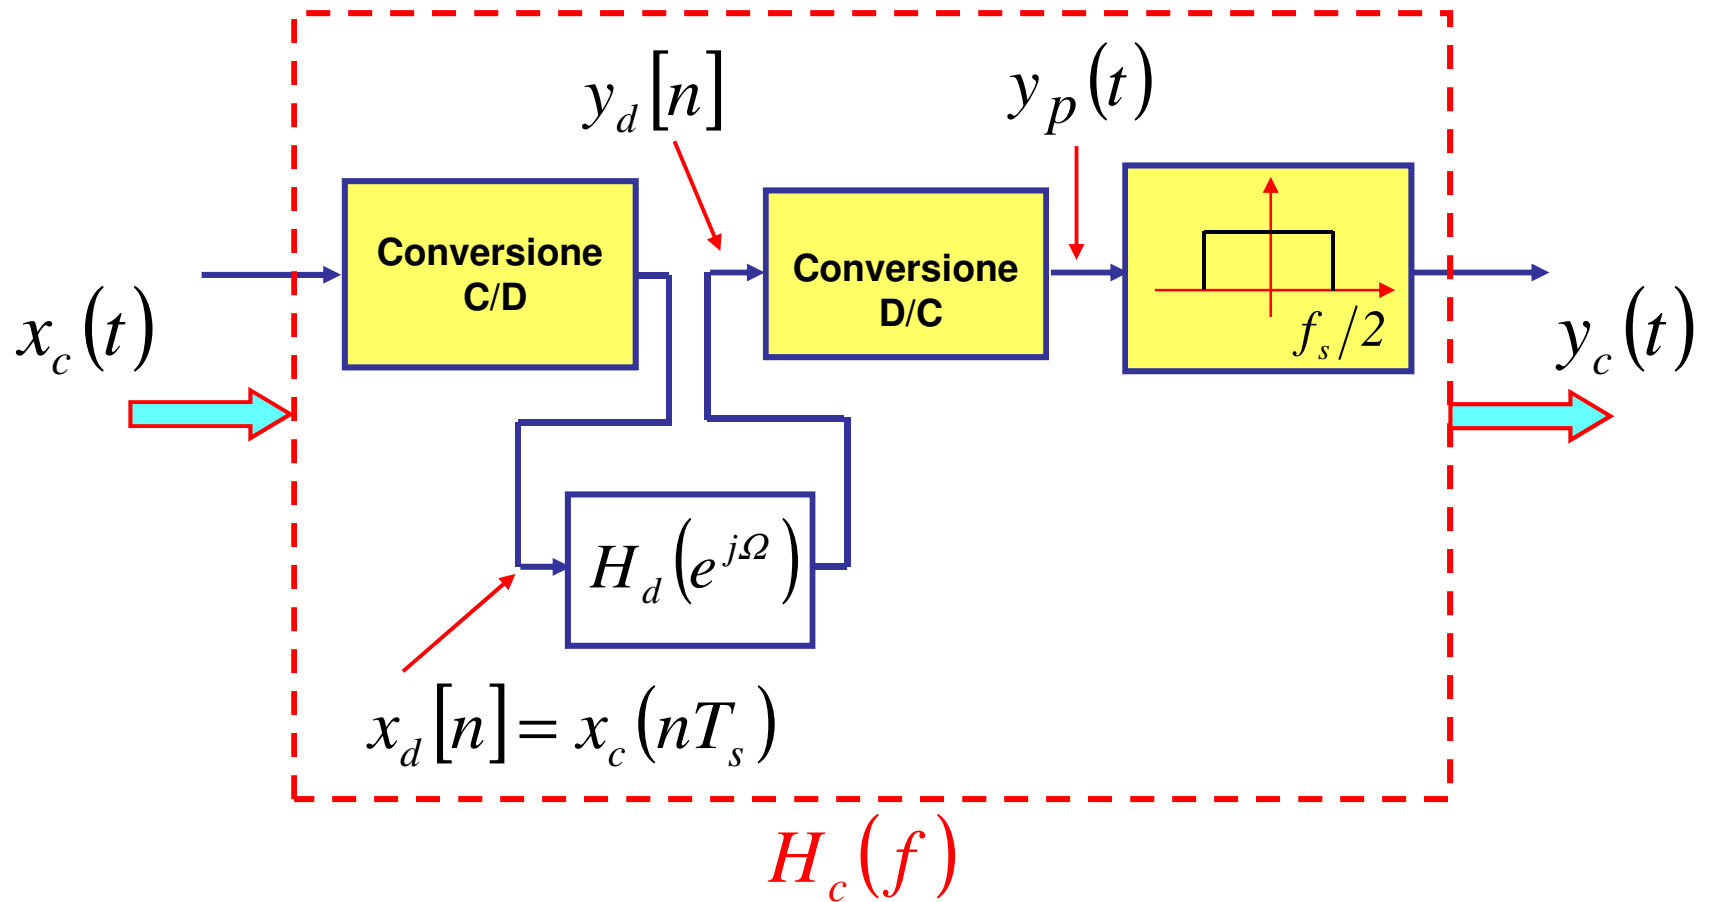 y_d[n]
y_p(t)
Conversione
C/D
Conversione
D/C
f_s/2
x_c(t)
y_c(t)
H_d(e^{jΩ})
x_d[n] = x_c(nT_s)
H_c(f)